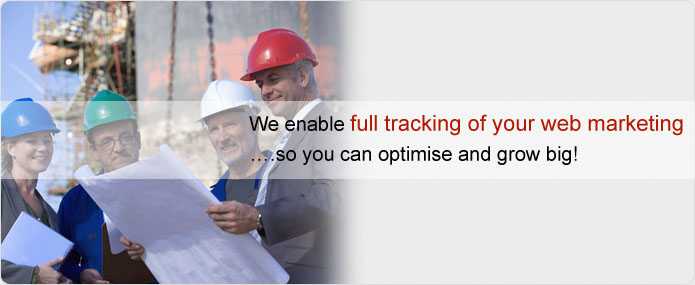 We enable full tracking of your web marketing
....so you can optimise and grow big!